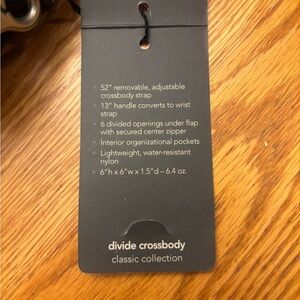 52" removable, adjustable
crossbody strap
13" handle converts to wrist
strap
6 divided openings under flap
with secured center zipper
Interior organizational pockets
Lightweight, water-resistant
nylon
6"h x 6"w x 1.5"d – 6.4 oz.
divide crossbody
classic collection